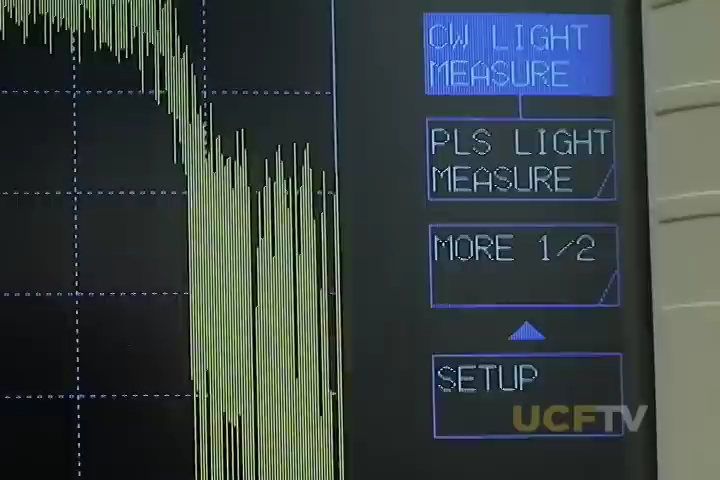 CW LIGHT
MEASURE
PLS LIGHT
MEASURE
MORE 1/2
SETUP
UCFTV